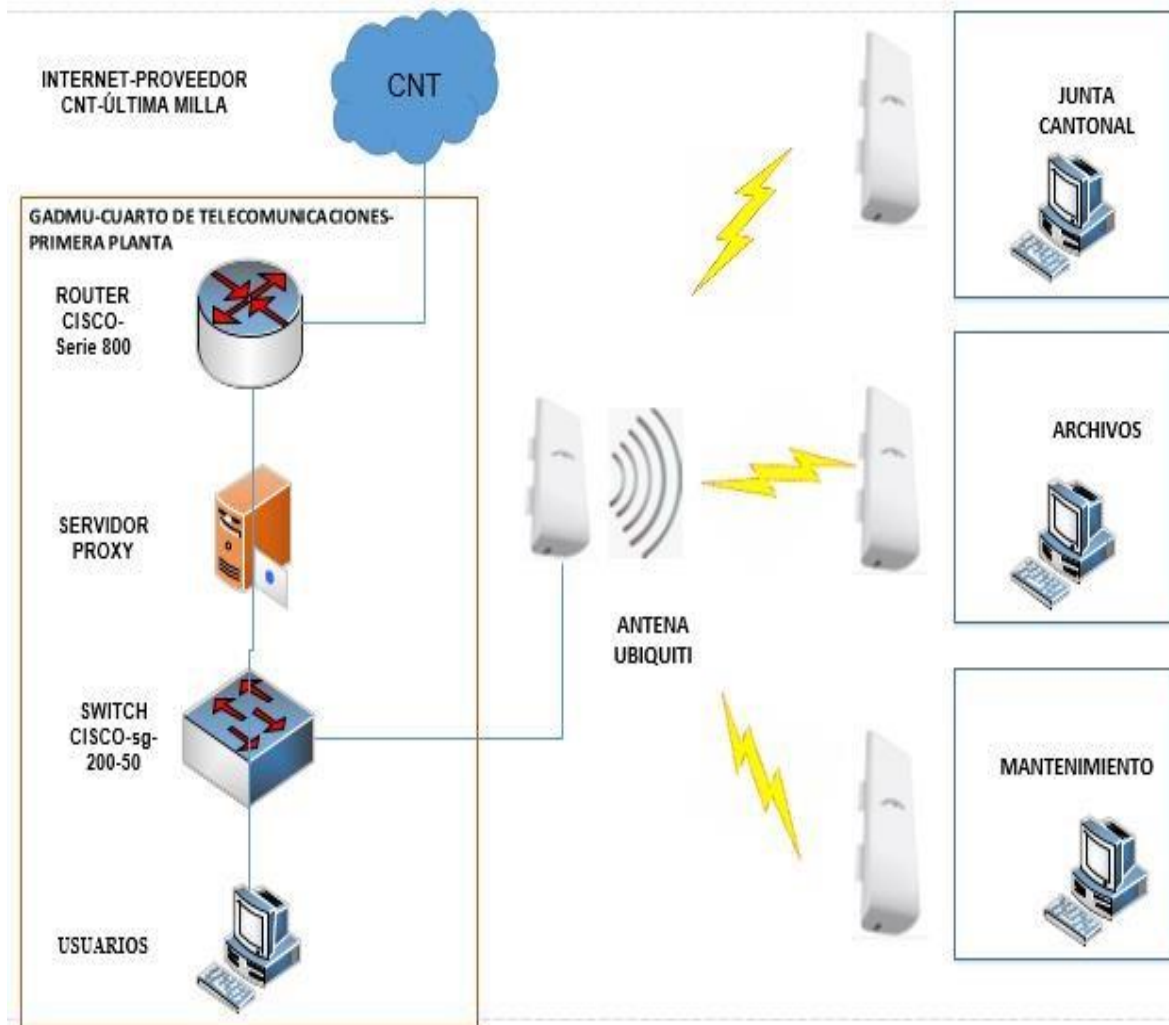 INTERNET-PROVEEDOR
CNT-ÚLTIMA MILLA
CNT
GADMU-CUARTO DE TELECOMUNICACIONES-
PRIMERA PLANTA
ROUTER
CISCO-
Serie 800
SERVIDOR
PROXY
SWITCH
CISCO-sg-
200-50
USUARIOS
ANTENA
UBIQUITI
JUNTA
CANTONAL
ARCHIVOS
MANTENIMIENTO